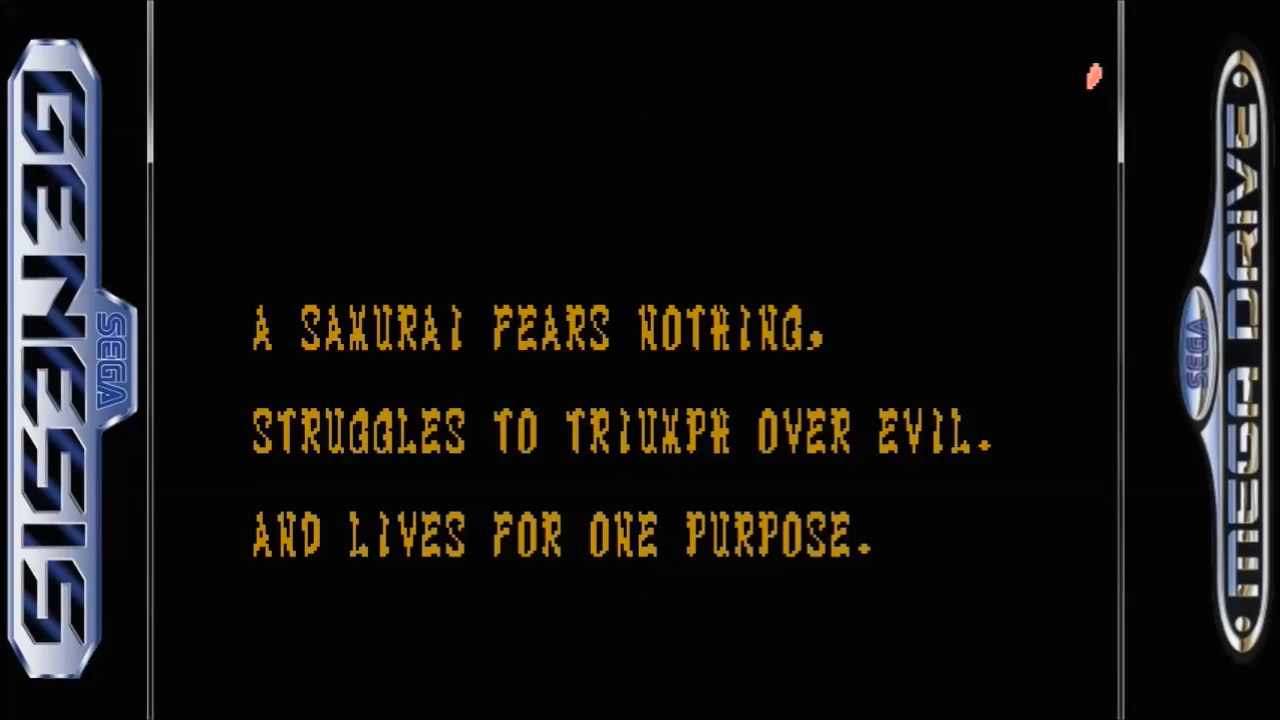 GENESIS
SEGA
A SAMURAI FEARS NOTHING.
STRUGGLES TO TRIUMPH OVER EVIL.
AND LIVES FOR ONE PURPOSE.
SEGA
MEGA DRIVE